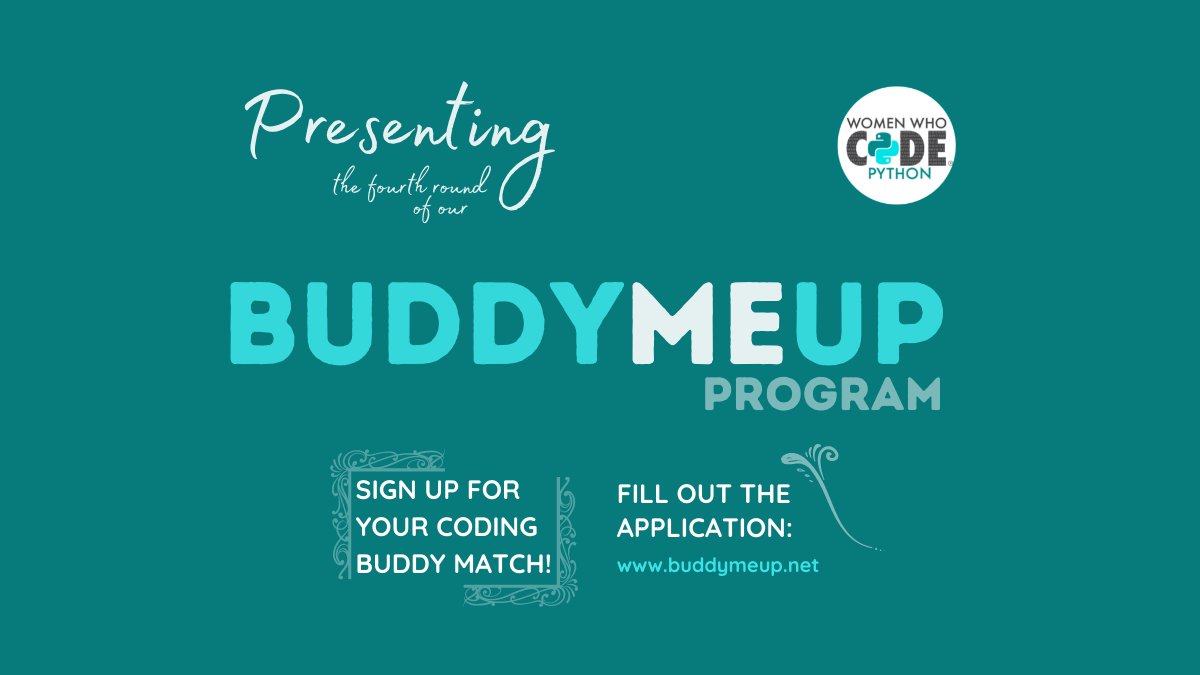 Presenting
the fourth round
of our
WOMEN WHO
CODE®
PYTHON
BUDDYMEUP
PROGRAM
SIGN UP FOR
YOUR CODING
BUDDY MATCH!
FILL OUT THE
APPLICATION:
www.buddymeup.net